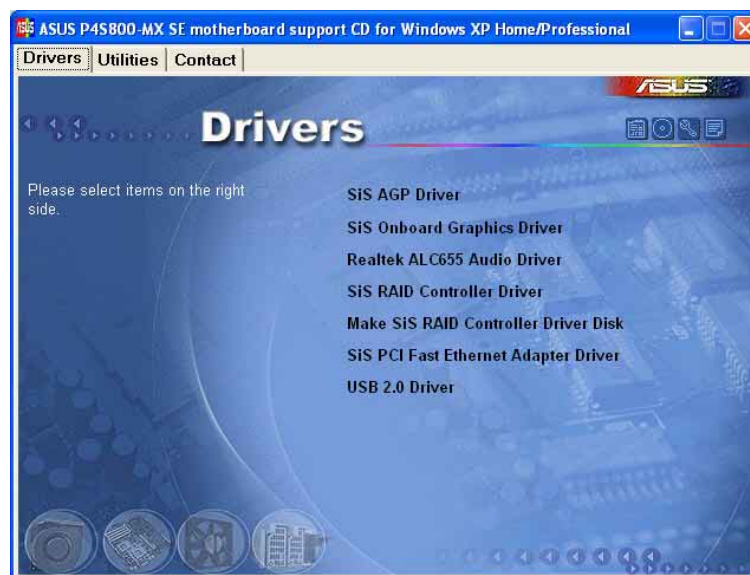 ASUS P4S800-MX SE motherboard support CD for Windows XP Home/Professional
Drivers Utilities Contact
ASUS
Drivers
Please select items on the right
side.
SiS AGP Driver
SiS Onboard Graphics Driver
Realtek ALC655 Audio Driver
SiS RAID Controller Driver
Make SiS RAID Controller Driver Disk
SiS PCI Fast Ethernet Adapter Driver
USB 2.0 Driver